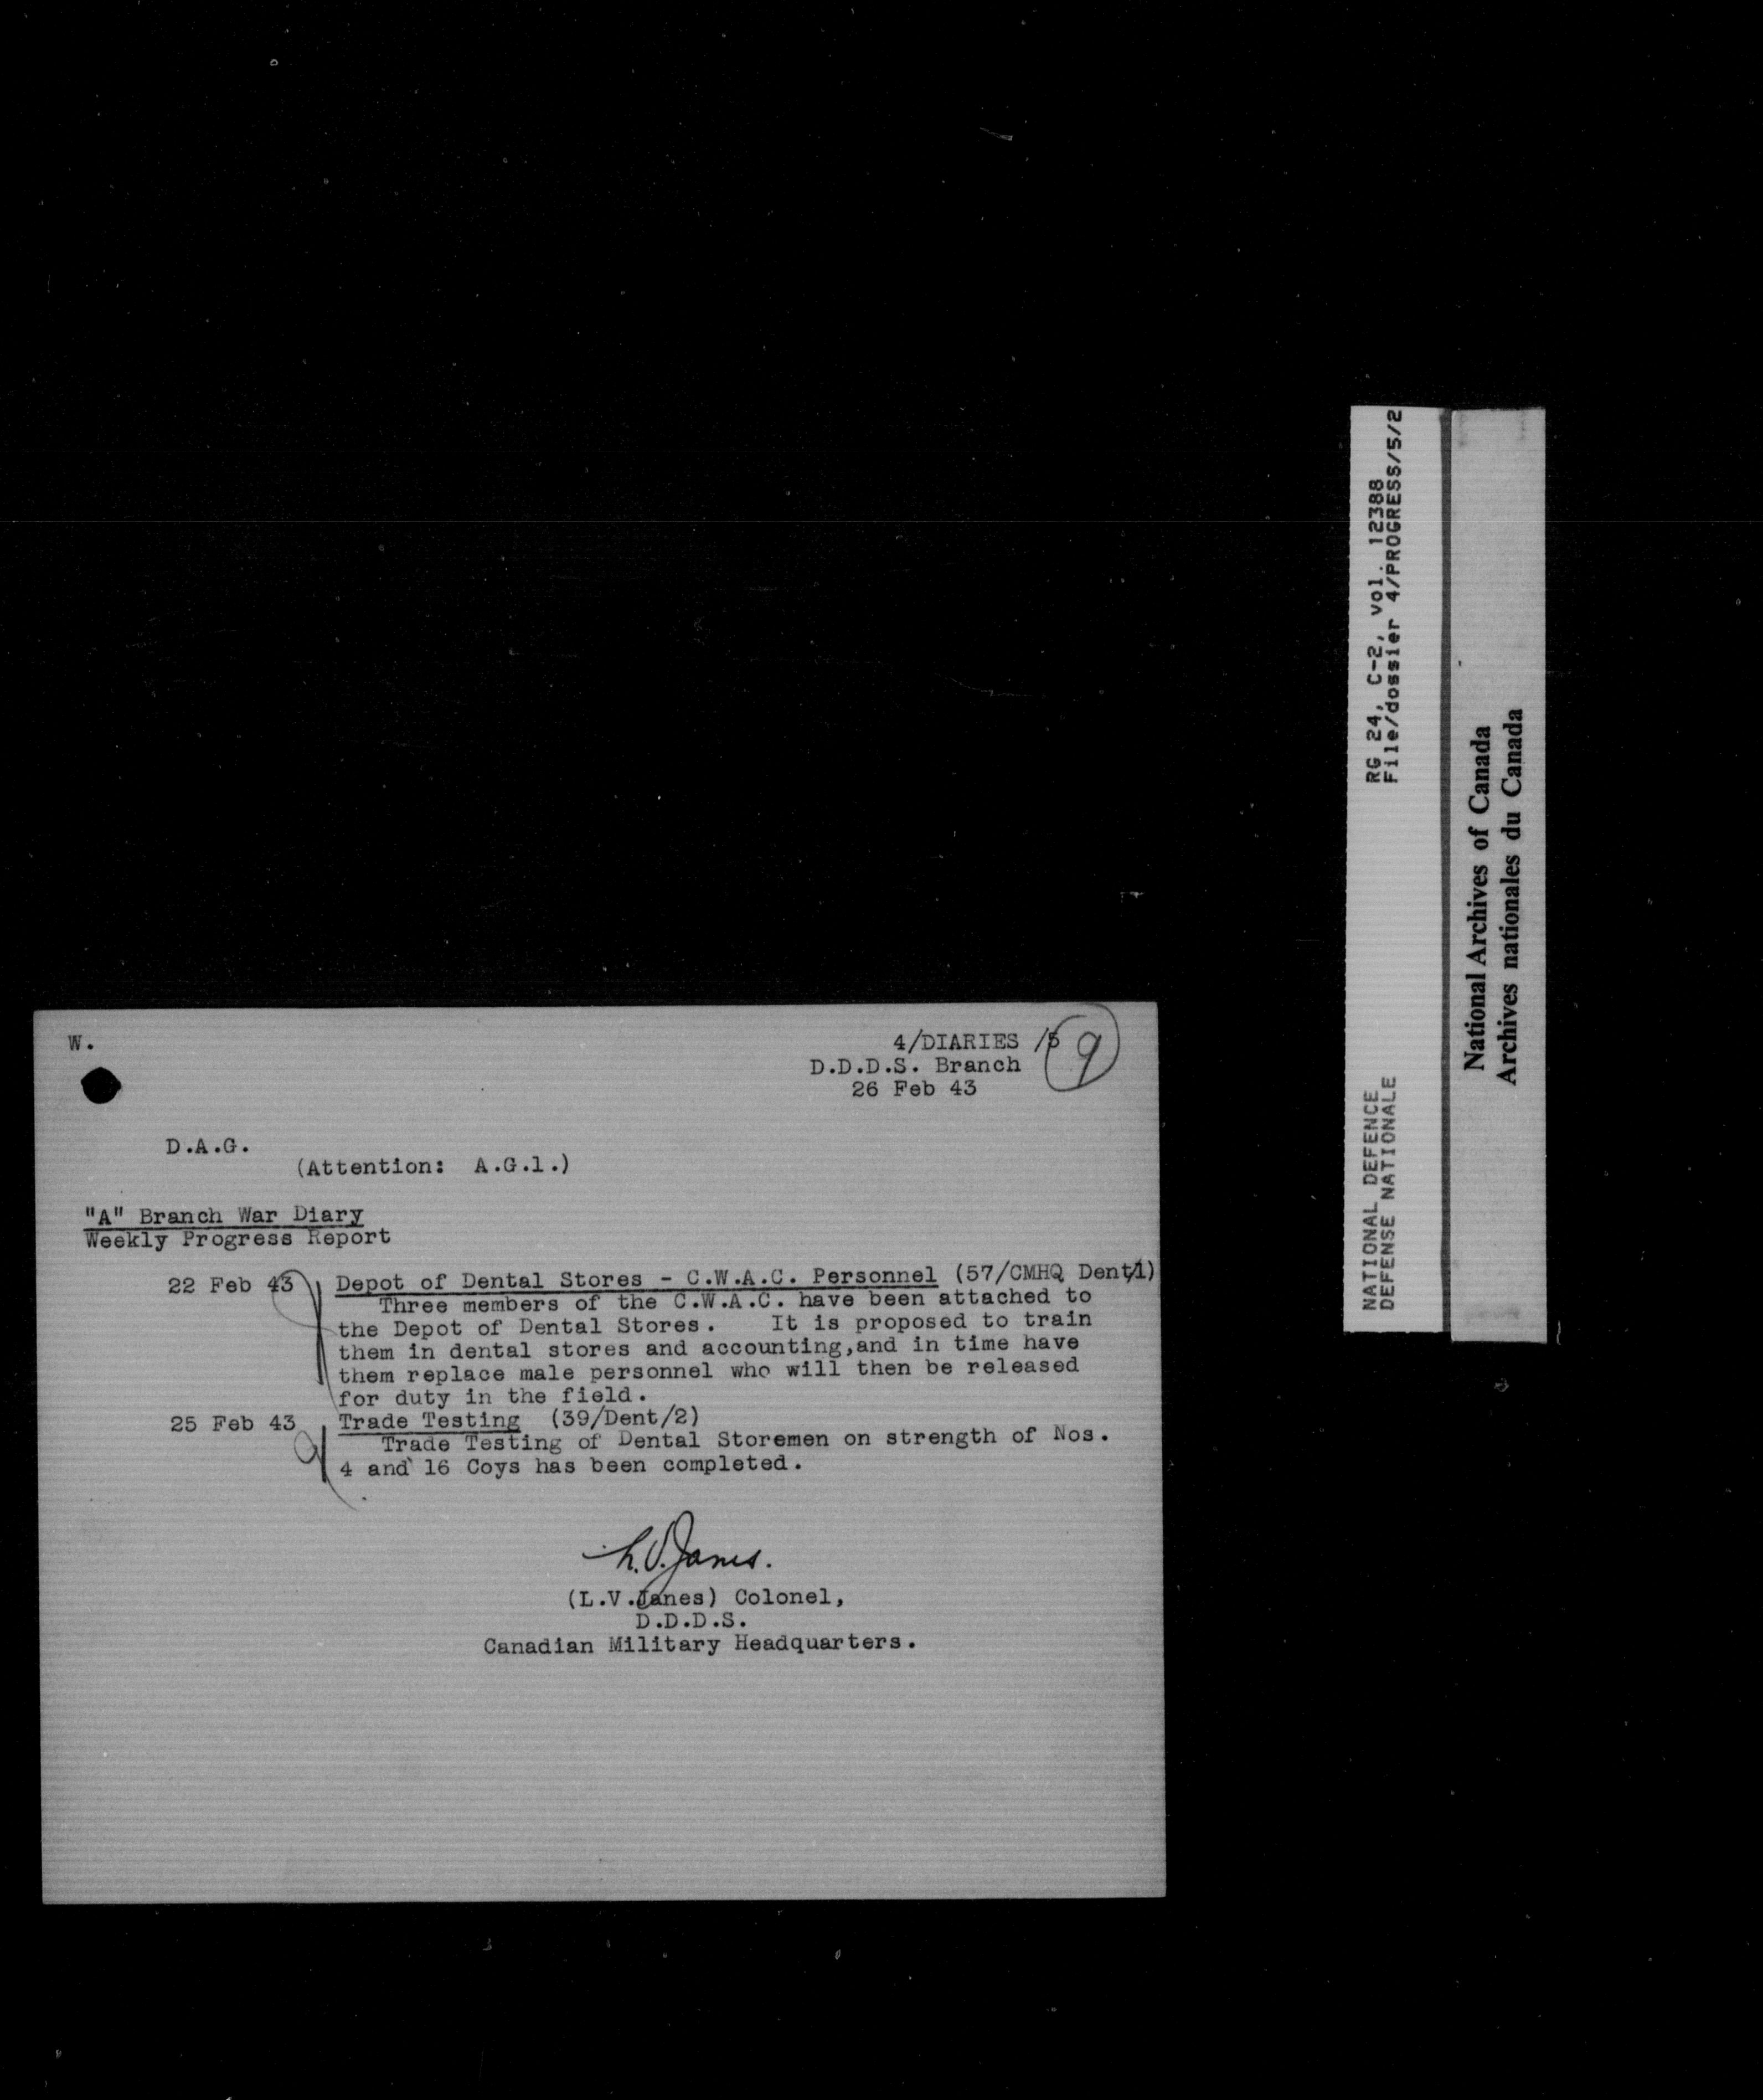 W.
4/DIARIES /5
9
D.D.D.S. Branch
26 Feb 43
D.A.G.
(Attention: A.G.1.)
"A" Branch War Diary
Weekly Progress Report
22 Feb 43 Depot of Dental Stores - C.W.A.C. Personnel (57/CMHQ Dent/1)
Three members of the C.W.A.C. have been attached to
the Depot of Dental Stores. It is proposed to train
them in dental stores and accounting,and in time have
them replace male personnel who will then be released
for duty in the field.
25 Feb 43 Trade Testing (39/Dent/2)
Trade Testing of Dental Storemen on strength of Nos.
4 and 16 Coys has been completed.
L.V.Janes.
(L.V.Janes) Colonel,
D.D.D.S.
Canadian Military Headquarters.
RG 24, C-2, vol. 12388
File/dossier 4/PROGRESS/5/2
NATIONAL DEFENCE
DEFENSE NATIONALE
National Archives of Canada
Archives nationales du Canada